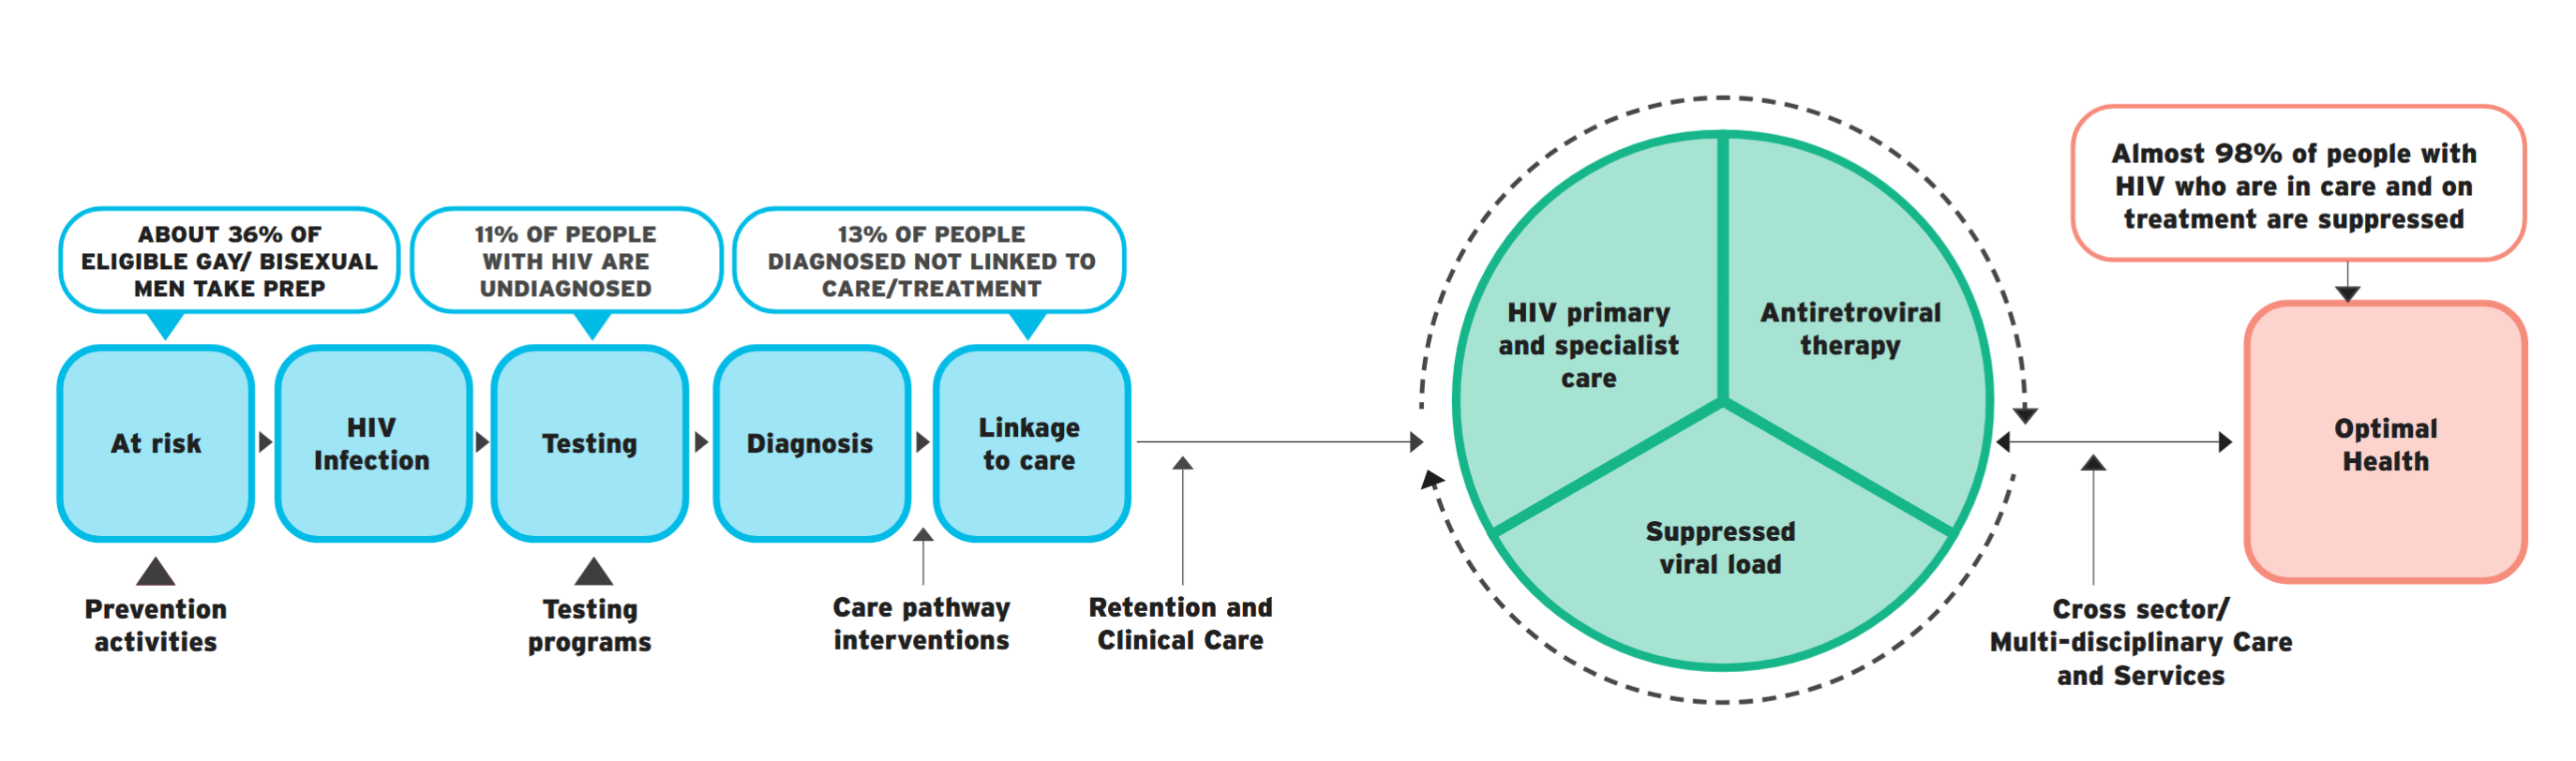 ABOUT 36% OF
ELIGIBLE GAY/ BISEXUAL
MEN TAKE PREP
11% OF PEOPLE
WITH HIV ARE
UNDIAGNOSED
13% OF PEOPLE
DIAGNOSED NOT LINKED TO
CARE/TREATMENT
At risk
HIV
Infection
Testing
Diagnosis
Linkage
to care
Prevention
activities
Testing
programs
Care pathway
interventions
Retention and
Clinical Care
HIV primary
and specialist
care
Antiretroviral
therapy
Suppressed
viral load
Cross sector/
Multi-disciplinary Care
and Services
Almost 98% of people with
HIV who are in care and on
treatment are suppressed
Optimal
Health